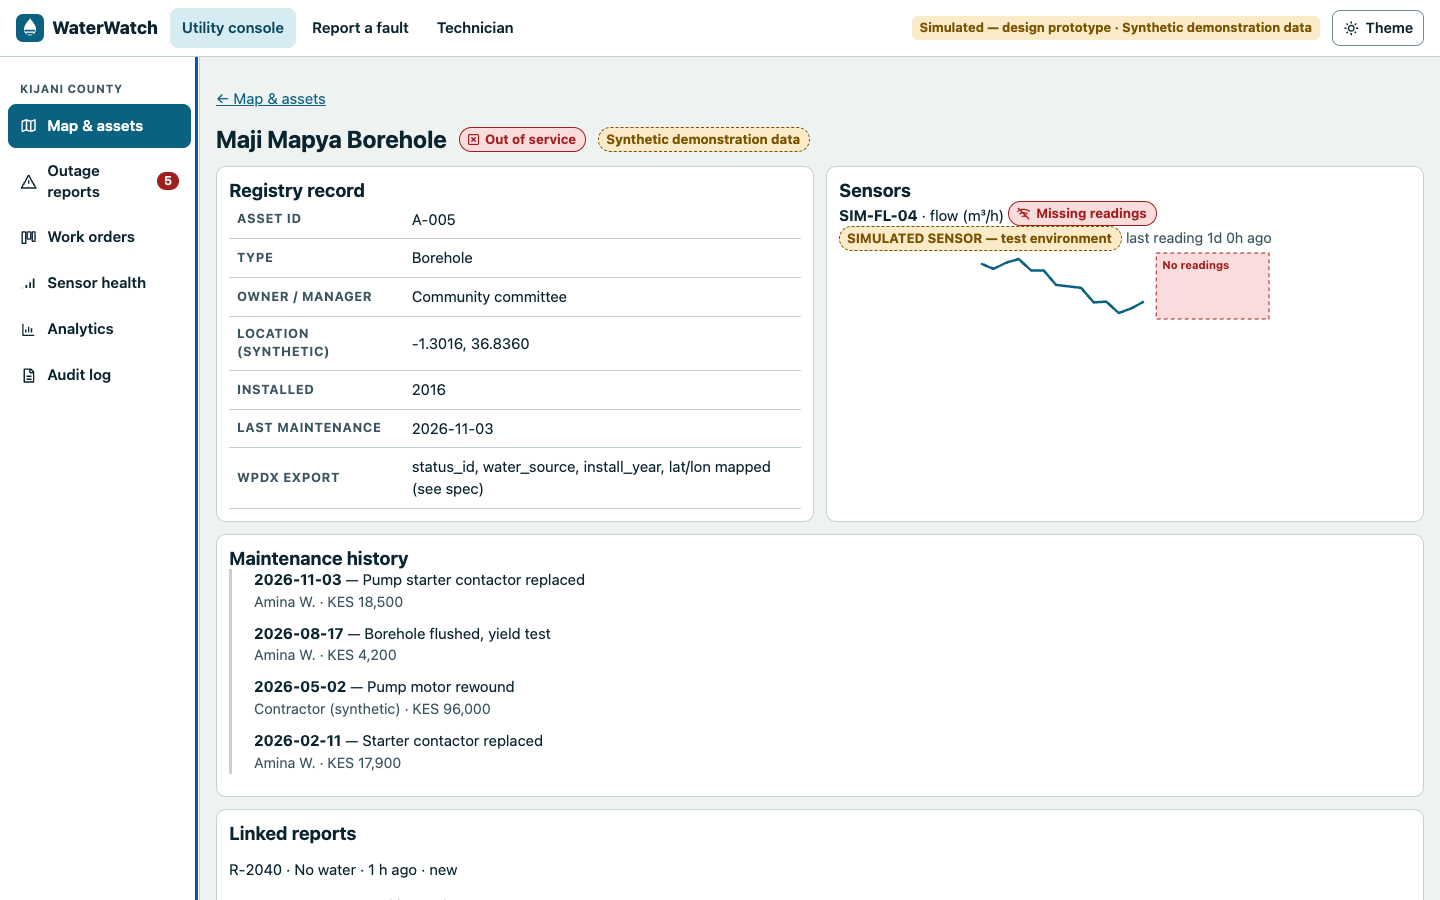 WaterWatch
Utility console
Report a fault
Technician
Simulated — design prototype · Synthetic demonstration data
Theme
KIJANI COUNTY
Map & assets
Outage reports
5
Work orders
Sensor health
Analytics
Audit log
← Map & assets
Maji Mapya Borehole
Out of service
Synthetic demonstration data
Registry record
ASSET ID A-005
TYPE Borehole
OWNER / MANAGER Community committee
LOCATION (SYNTHETIC) -1.3016, 36.8360
INSTALLED 2016
LAST MAINTENANCE 2026-11-03
WPDX EXPORT status_id, water_source, install_year, lat/lon mapped
(see spec)
Sensors
SIM-FL-04 · flow (m³/h) Missing readings
SIMULATED SENSOR — test environment last reading 1d 0h ago
No readings
Maintenance history
2026-11-03 — Pump starter contactor replaced
Amina W. · KES 18,500
2026-08-17 — Borehole flushed, yield test
Amina W. · KES 4,200
2026-05-02 — Pump motor rewound
Contractor (synthetic) · KES 96,000
2026-02-11 — Starter contactor replaced
Amina W. · KES 17,900
Linked reports
R-2040 · No water · 1 h ago · new